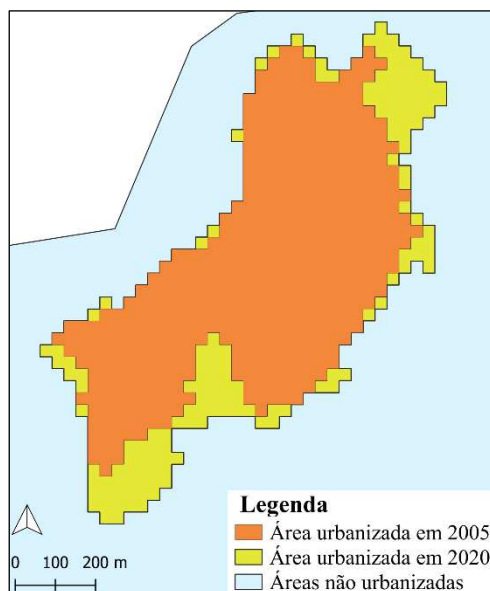 Legenda
Área urbanizada em 2005
Área urbanizada em 2020
Áreas não urbanizadas
0 100 200 m